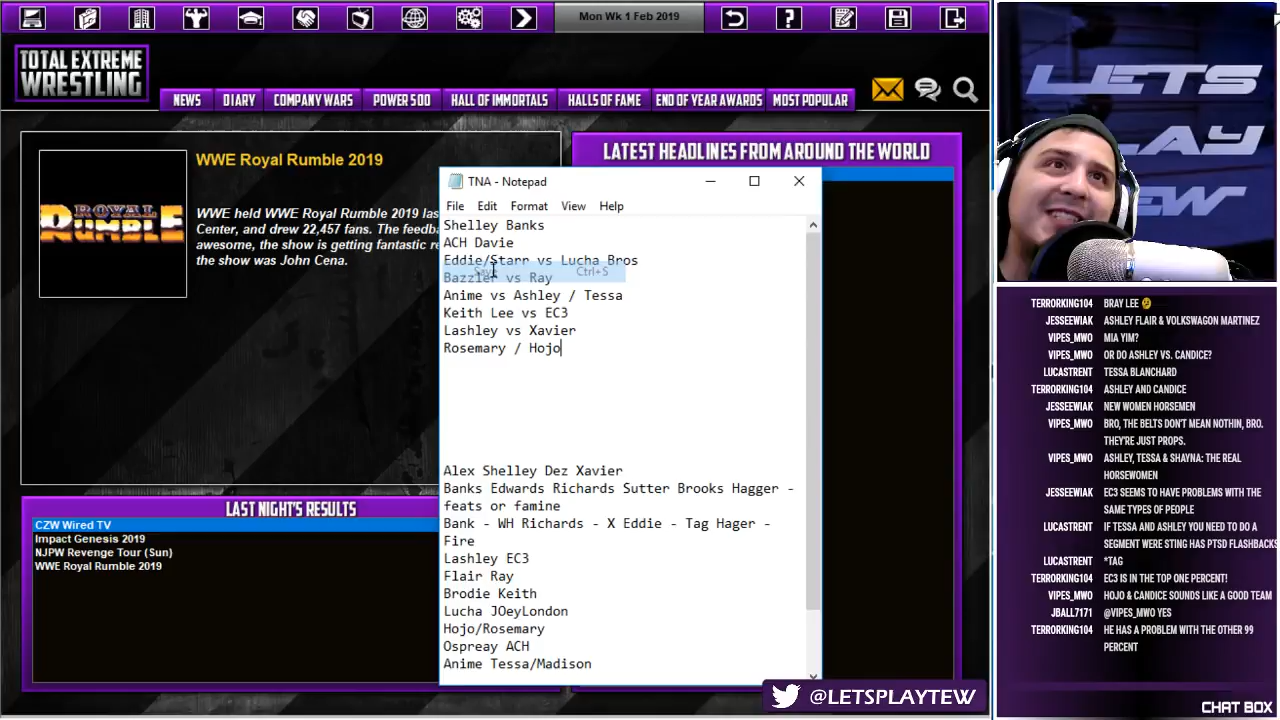 Mon Wk 1 Feb 2019
TOTAL EXTREME
WRESTLING
NEWS
DIARY
COMPANY WARS
POWER 500
HALL OF IMMORTALS
HALLS OF FAME
END OF YEAR AWARDS
MOST POPULAR
LETS
PLAY
TEW
WWE Royal Rumble 2019
ROYAL
RUMBLE
WWE held WWE Royal Rumble 2019 las
Center, and drew 22,457 fans. The feedb
awesome, the show is getting fantastic re
the show was John Cena.
LATEST HEADLINES FROM AROUND THE WORLD
TNA - Notepad
File Edit Format View Help
Shelley Banks
ACH Davie
Eddie/Starr vs Lucha Bros
Save Ctrl+S
Bazzler vs Ray
Anime vs Ashley / Tessa
Keith Lee vs EC3
Lashley vs Xavier
Rosemary / Hojo
Alex Shelley Dez Xavier
Banks Edwards Richards Sutter Brooks Hagger -
feats or famine
Bank - WH Richards - X Eddie - Tag Hager -
Fire
Lashley EC3
Flair Ray
Brodie Keith
Lucha JOeyLondon
Hojo/Rosemary
Ospreay ACH
Anime Tessa/Madison
LAST NIGHT'S RESULTS
CZW Wired TV
Impact Genesis 2019
NJPW Revenge Tour (Sun)
WWE Royal Rumble 2019
TERRORKING104 BRAY LEE 🤔
JESSEEWIAK ASHLEY FLAIR & VOLKSWAGON MARTINEZ
VIPES_MWO MIA YIM?
VIPES_MWO OR DO ASHLEY VS. CANDICE?
LUCASTRENT TESSA BLANCHARD
TERRORKING104 ASHLEY AND CANDICE
JESSEEWIAK NEW WOMEN HORSEMEN
VIPES_MWO BRO, THE BELTS DON'T MEAN NOTHIN, BRO.
THEY'RE JUST PROPS.
VIPES_MWO ASHLEY, TESSA & SHAYNA: THE REAL
HORSEWOMEN
JESSEEWIAK EC3 SEEMS TO HAVE PROBLEMS WITH THE
SAME TYPES OF PEOPLE
LUCASTRENT IF TESSA AND ASHLEY YOU NEED TO DO A
SEGMENT WERE STING HAS PTSD FLASHBACKS
LUCASTRENT *TAG
TERRORKING104 EC3 IS IN THE TOP ONE PERCENT!
VIPES_MWO HOJO & CANDICE SOUNDS LIKE A GOOD TEAM
JBALL7171 @VIPES_MWO YES
TERRORKING104 HE HAS A PROBLEM WITH THE OTHER 99
PERCENT
@LETSPLAYTEW
CHAT BOX